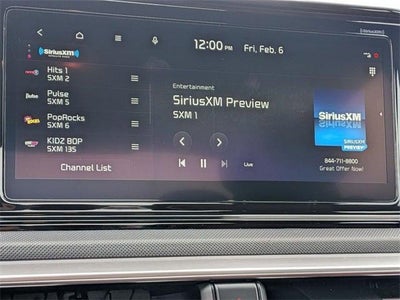 12:00 PM Fri, Feb. 6
SiriusXM
Hits 1
SXM 2
Pulse
SXM 5
PopRocks
SXM 6
KIDZ BOP
SXM 135
Channel List
Entertainment
SiriusXM Preview
SXM 1
Live
SiriusXM
SiriusXM
PREVIEW
844-711-8800
Great Offer Now!